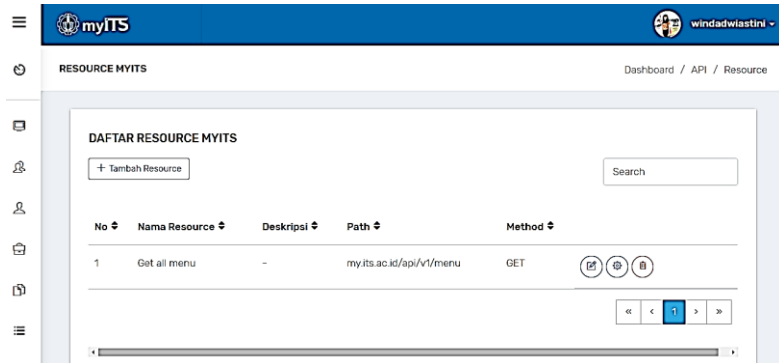 myITS
windadwiastini
RESOURCE MYITS
Dashboard / API / Resource
DAFTAR RESOURCE MYITS
+ Tambah Resource
Search
No Nama Resource Deskripsi Path Method
1 Get all menu - my.its.ac.id/api/v1/menu GET
« < 1 > »